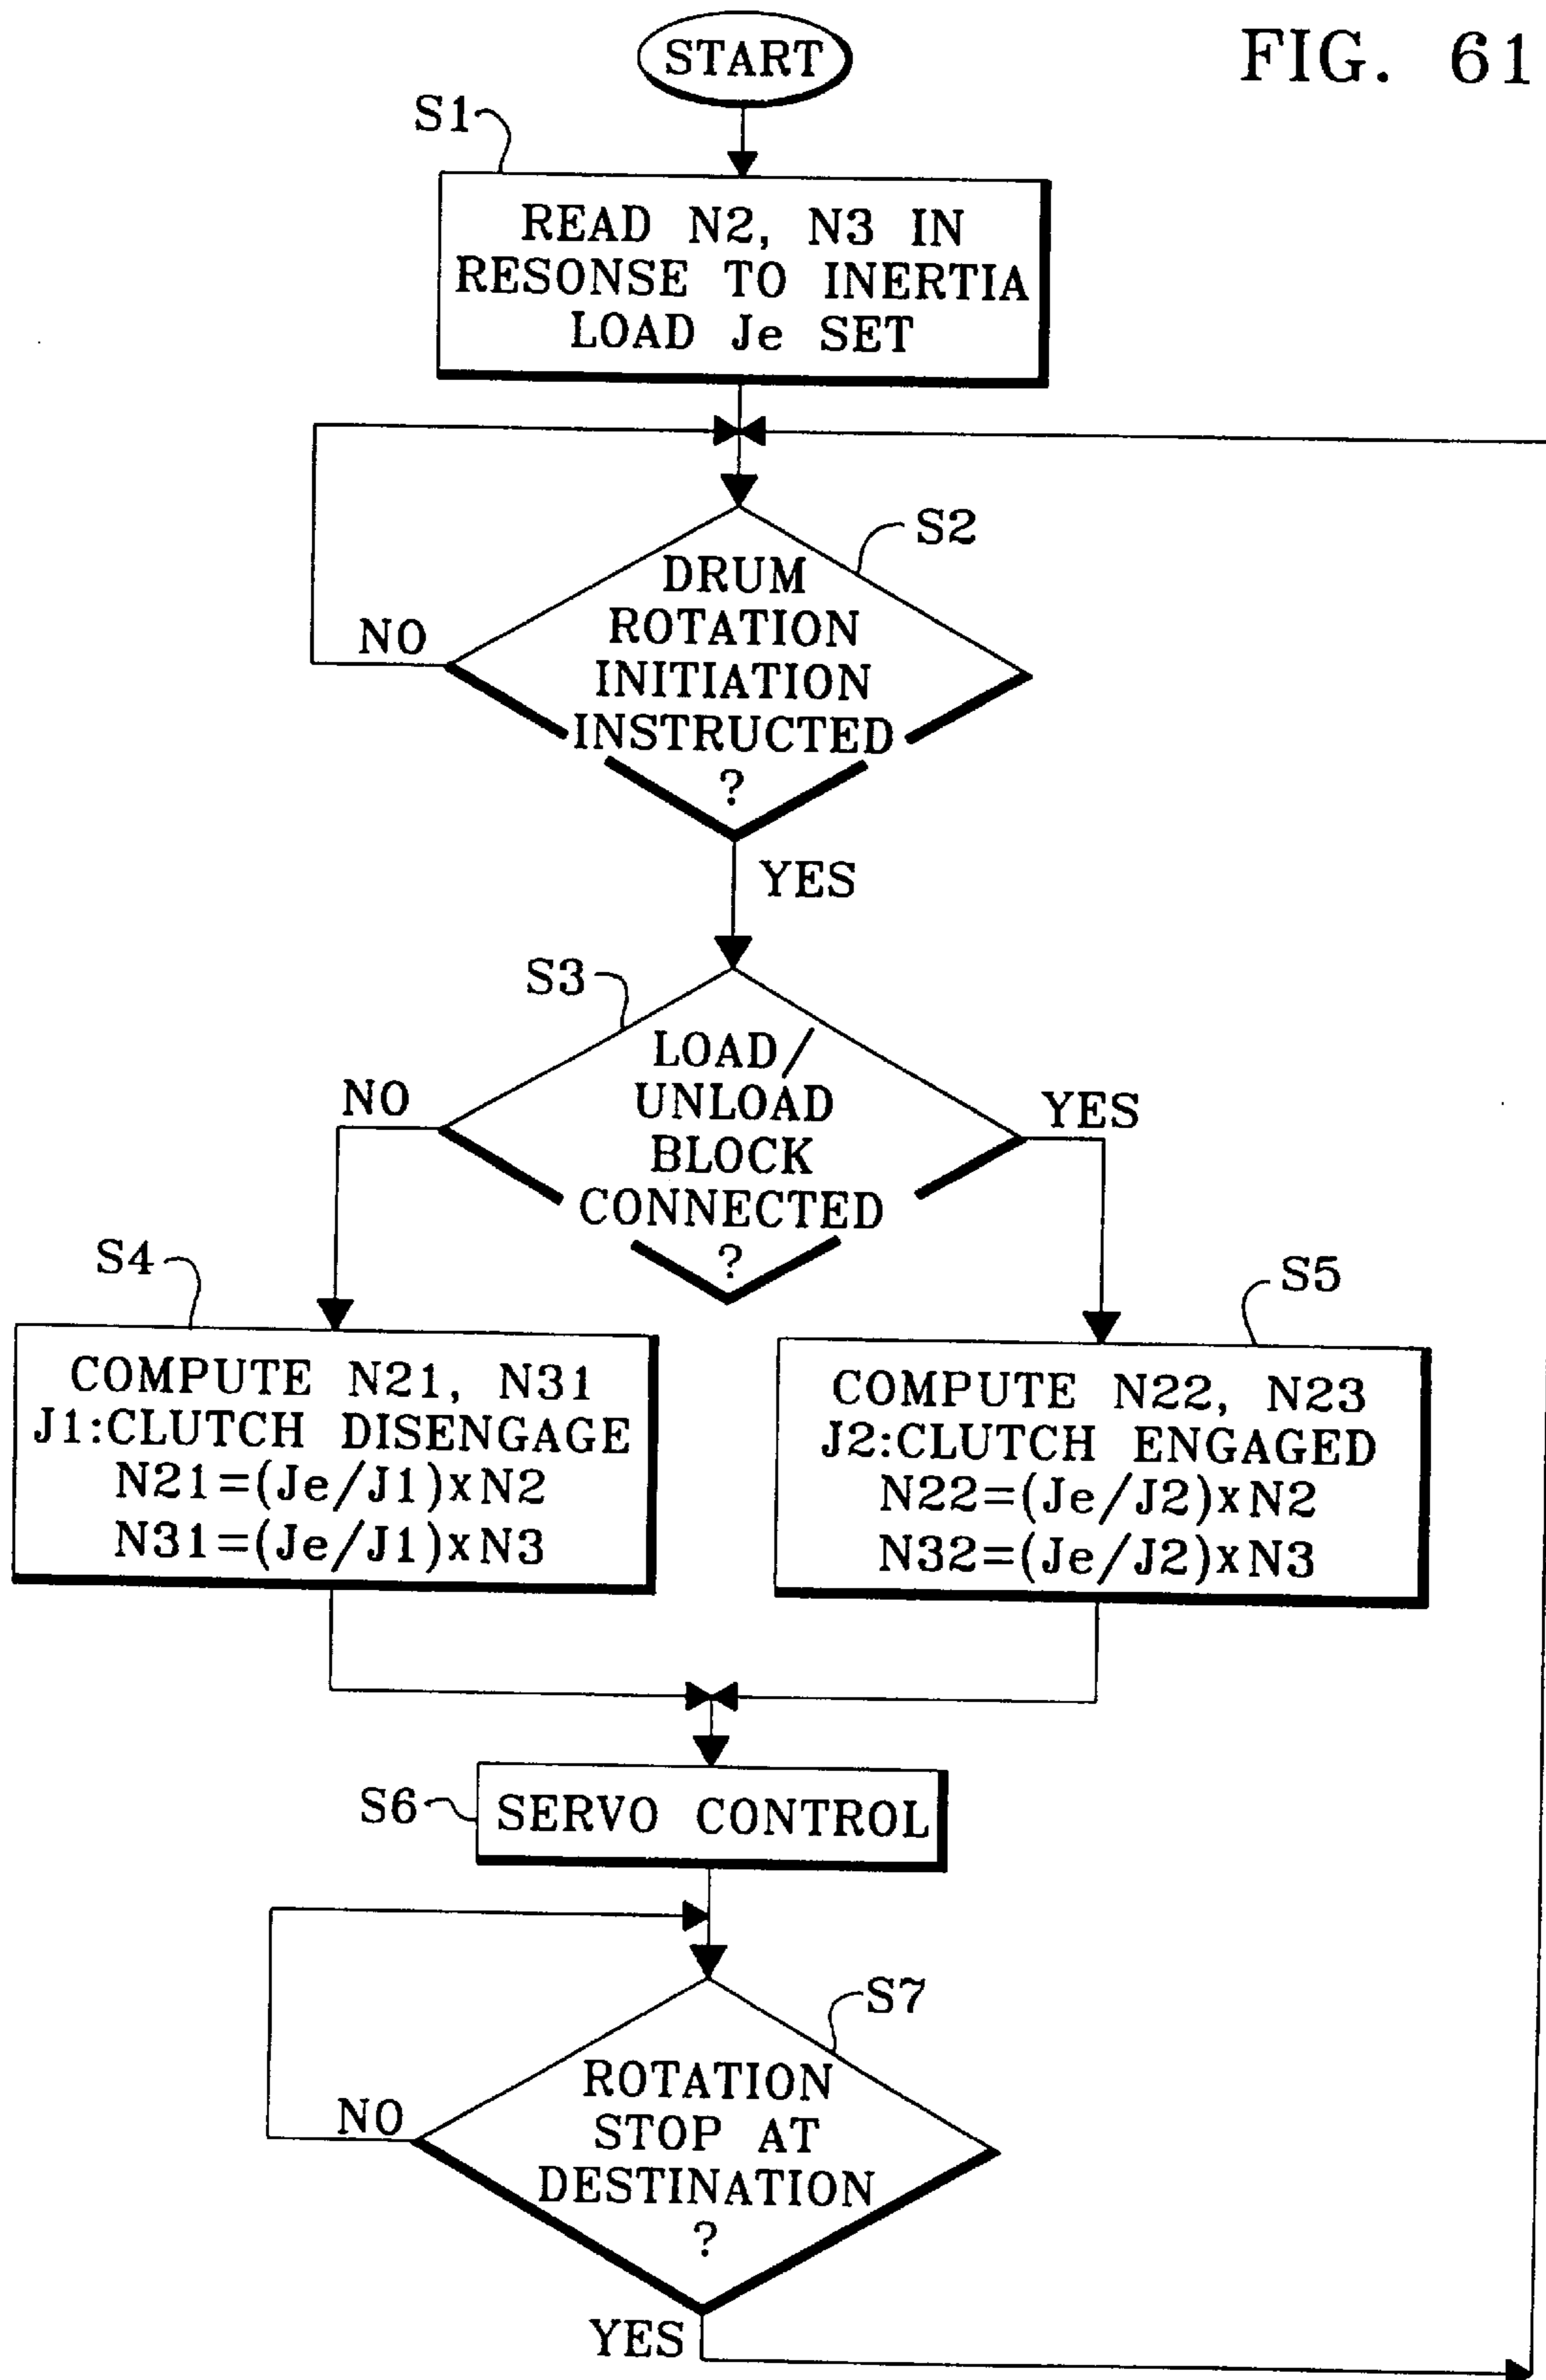 FIG. 61
START
S1
READ N2, N3 IN
RESONSE TO INERTIA
LOAD Je SET
S2
DRUM
ROTATION
INITIATION
INSTRUCTED
?
NO
YES
S3
LOAD/
UNLOAD
BLOCK
CONNECTED
?
NO
YES
S4
COMPUTE N21, N31
J1:CLUTCH DISENGAGE
N21=(Je/J1)xN2
N31=(Je/J1)xN3
S5
COMPUTE N22, N23
J2:CLUTCH ENGAGED
N22=(Je/J2)xN2
N32=(Je/J2)xN3
S6
SERVO CONTROL
S7
ROTATION
STOP AT
DESTINATION
?
NO
YES